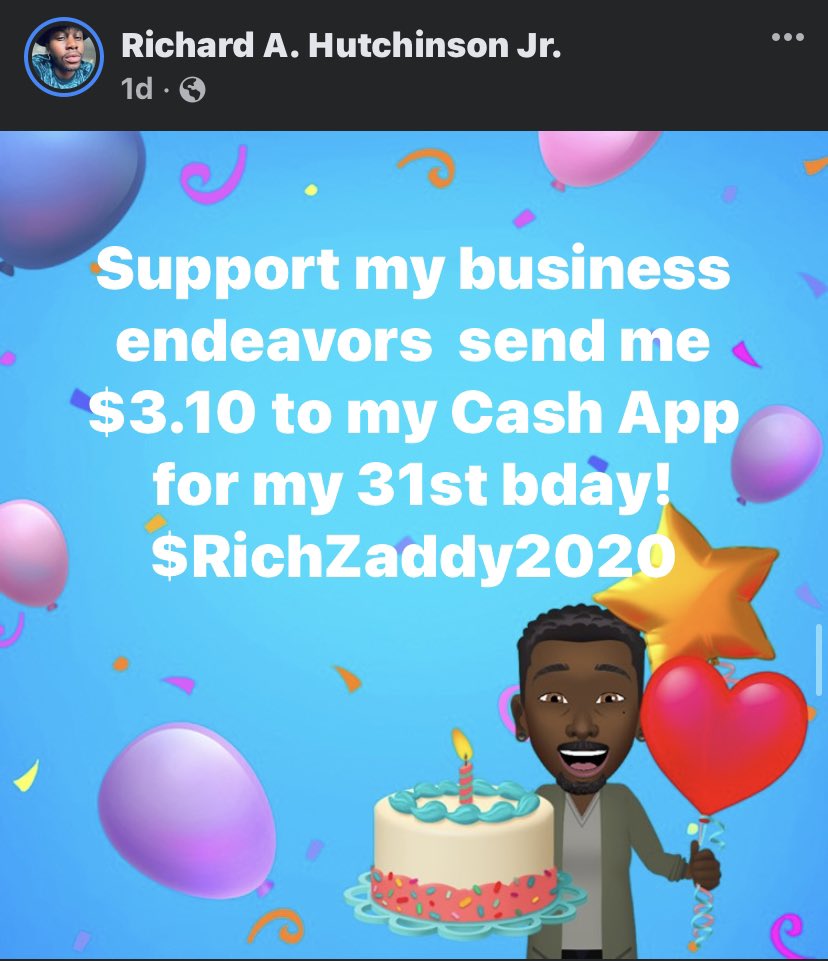 Richard A. Hutchinson Jr.
1d ·
Support my business
endeavors  send me
$3.10 to my Cash App
for my 31st bday!
$RichZaddy2020